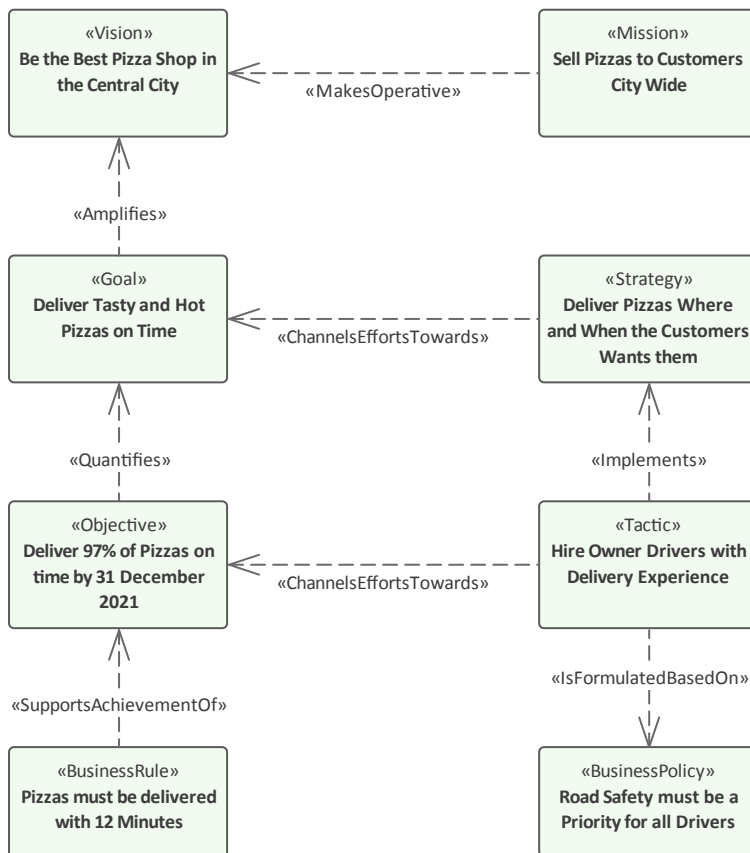 «Vision»
Be the Best Pizza Shop in
the Central City
«Mission»
Sell Pizzas to Customers
City Wide
«MakesOperative»
«Amplifies»
«Goal»
Deliver Tasty and Hot
Pizzas on Time
«Strategy»
Deliver Pizzas Where
and When the Customers
Wants them
«ChannelsEffortsTowards»
«Quantifies»
«Implements»
«Objective»
Deliver 97% of Pizzas on
time by 31 December
2021
«Tactic»
Hire Owner Drivers with
Delivery Experience
«ChannelsEffortsTowards»
«SupportsAchievementOf»
«IsFormulatedBasedOn»
«BusinessRule»
Pizzas must be delivered
with 12 Minutes
«BusinessPolicy»
Road Safety must be a
Priority for all Drivers